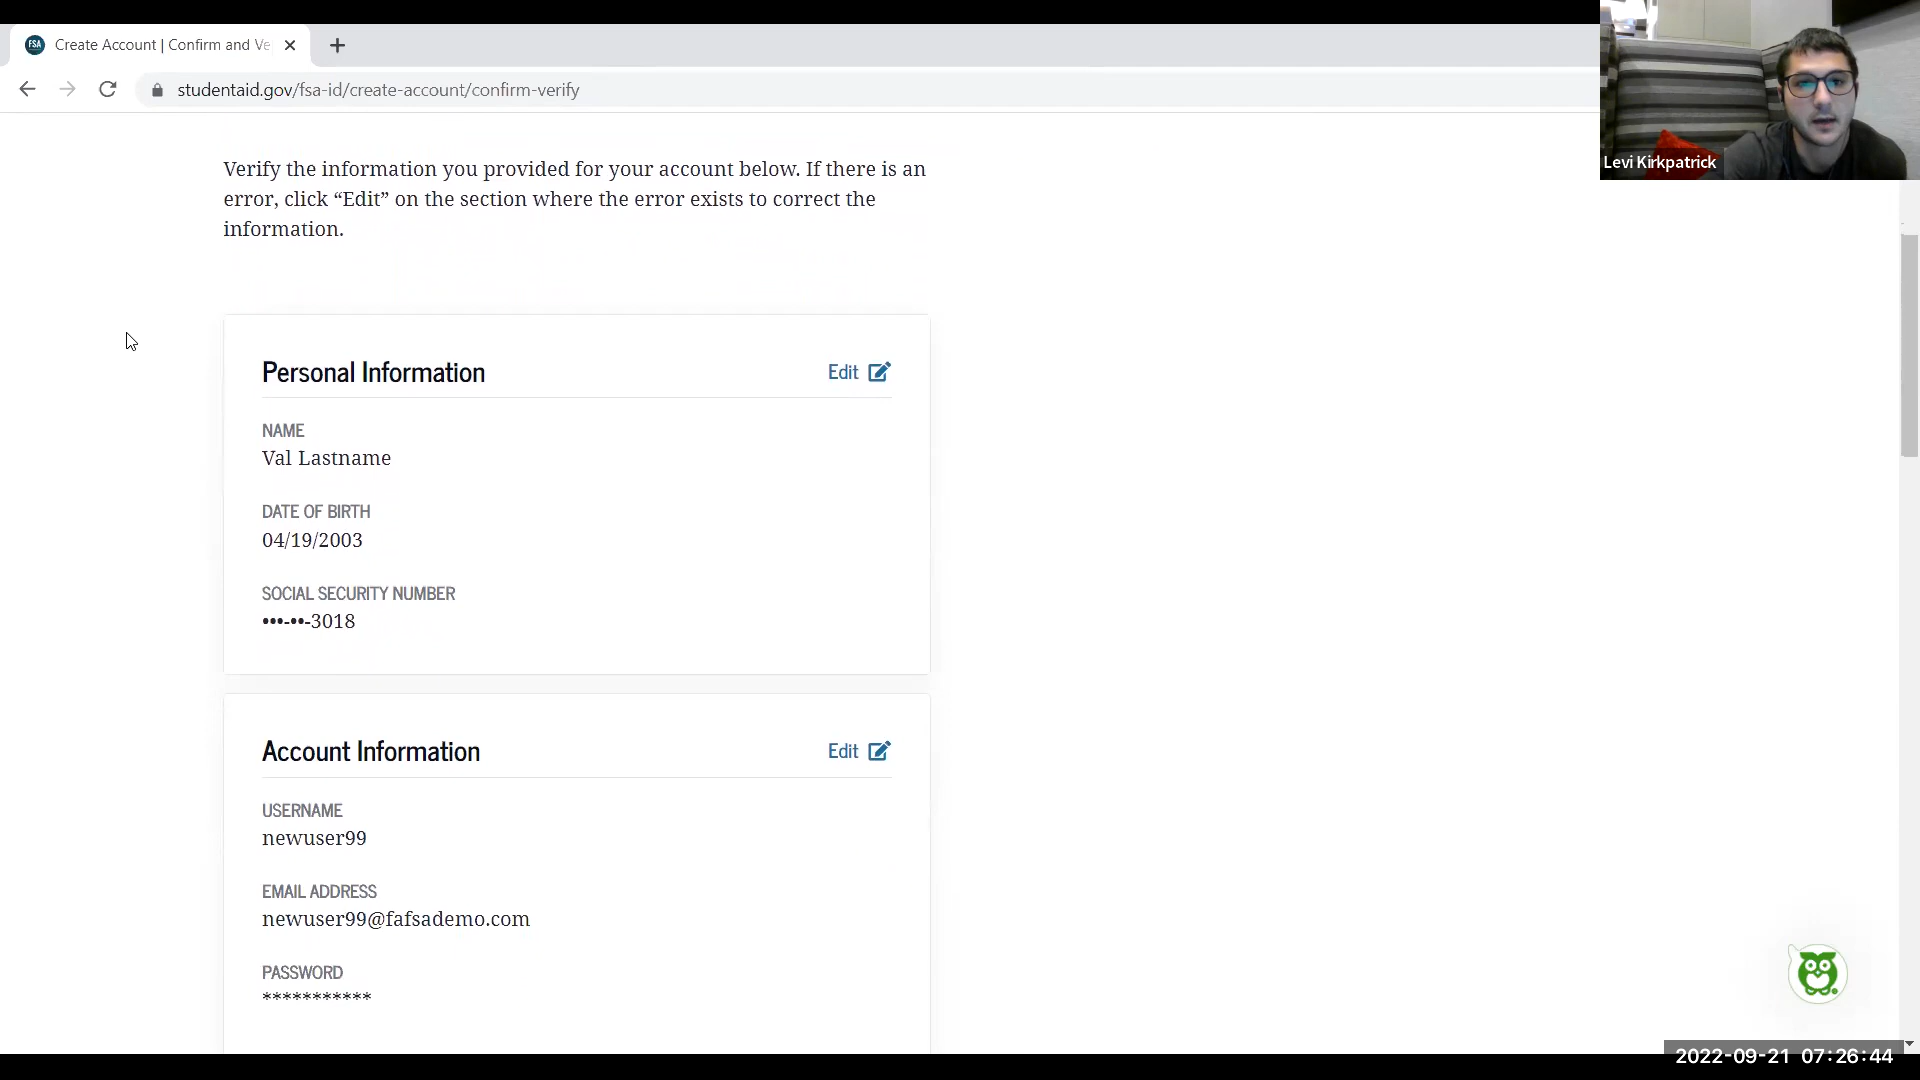 FSA
Create Account | Confirm and Ve
studentaid.gov/fsa-id/create-account/confirm-verify
Levi Kirkpatrick
Verify the information you provided for your account below. If there is an
error, click “Edit” on the section where the error exists to correct the
information.
Personal Information
Edit
NAME
Val Lastname
DATE OF BIRTH
04/19/2003
SOCIAL SECURITY NUMBER
•••-••-3018
Account Information
Edit
USERNAME
newuser99
EMAIL ADDRESS
newuser99@fafsademo.com
PASSWORD
***********
2022-09-21 07:26:44